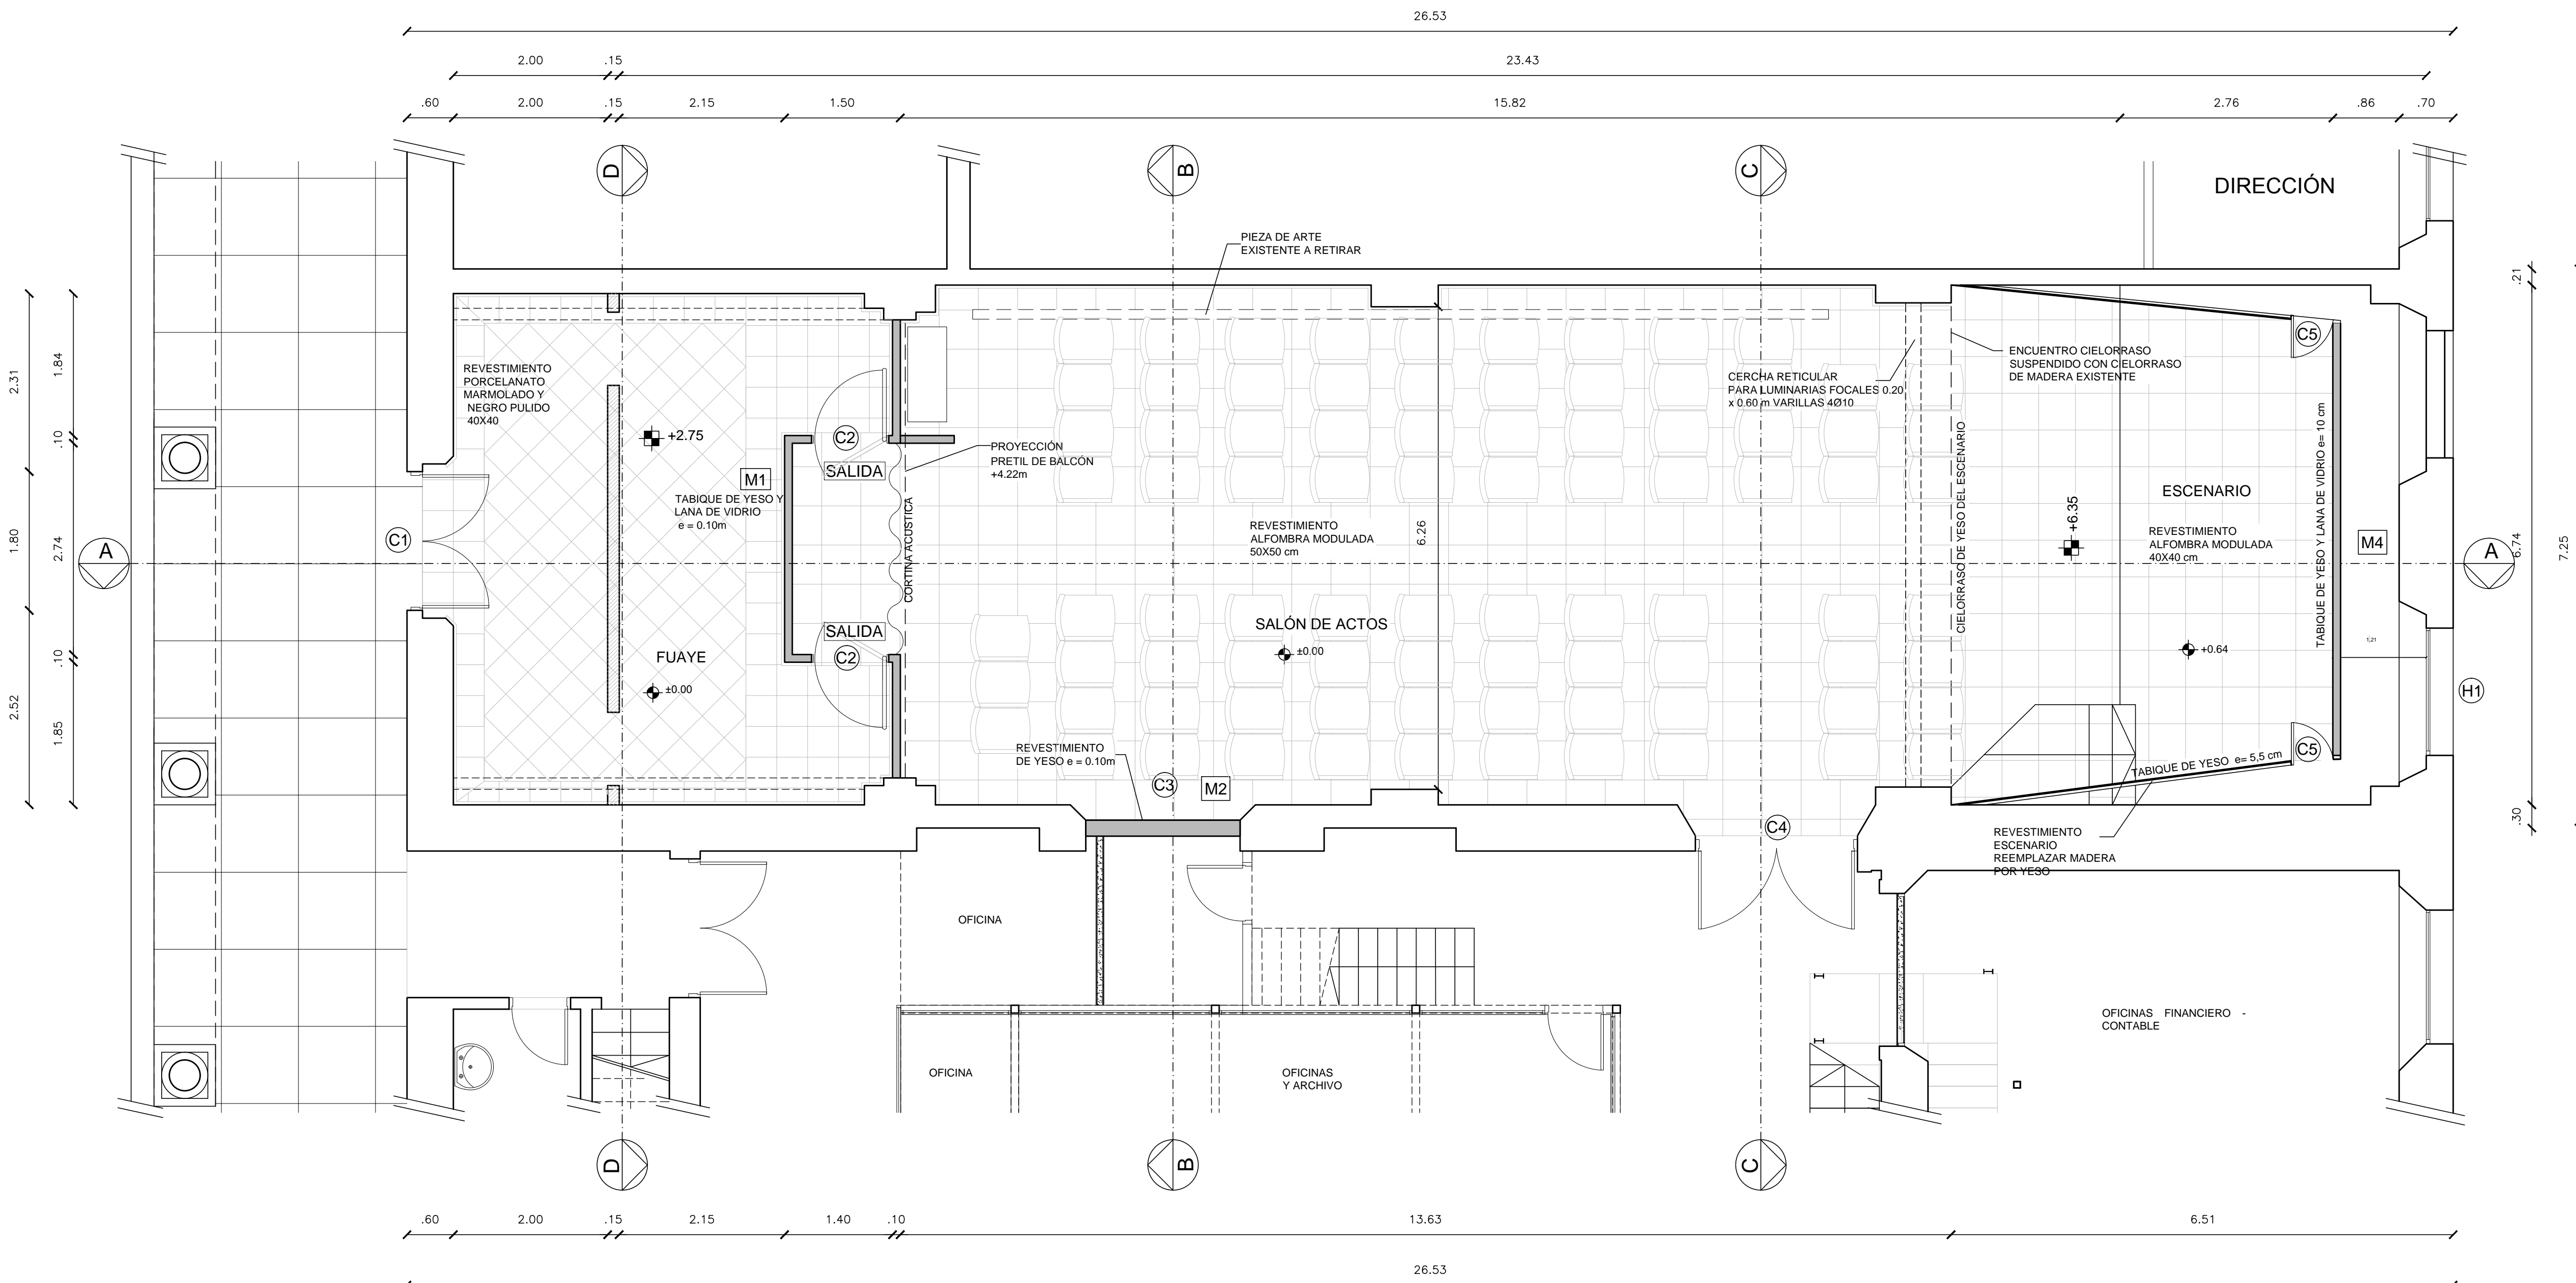 26.53
2.00 .15 23.43
.60 2.00 .15 2.15 1.50 15.82 2.76 .86 .70
D B C
DIRECCIÓN
PIEZA DE ARTE
EXISTENTE A RETIRAR
.21
2.31
1.84
.10
1.80
2.74
.10
2.52
1.85
REVESTIMIENTO
PORCELANATO
MARMOLADO Y
NEGRO PULIDO
40X40
+2.75
C2
SALIDA
M1
TABIQUE DE YESO Y
LANA DE VIDRIO
e = 0.10m
PROYECCIÓN
PRETIL DE BALCÓN
+4.22m
CORTINA ACUSTICA
C1
A
SALIDA
C2
FUAYE
±0.00
REVESTIMIENTO
ALFOMBRA MODULADA
50X50 cm
6.26
SALÓN DE ACTOS
±0.00
REVESTIMIENTO
DE YESO e = 0.10m
C3
M2
C4
CERCHA RETICULAR
PARA LUMINARIAS FOCALES 0.20
x 0.60 m VARILLAS 4Ø10
ENCUENTRO CIELORRASO
SUSPENDIDO CON CIELORRASO
DE MADERA EXISTENTE
CIELORRASO DE YESO DEL ESCENARIO
C5
ESCENARIO
+6.35
REVESTIMIENTO
ALFOMBRA MODULADA
40X40 cm
TABIQUE DE YESO Y LANA DE VIDRIO e= 10 cm
M4
A
6.74
7.25
1,21
+0.64
H1
C5
TABIQUE DE YESO e= 5,5 cm
.30
REVESTIMIENTO
ESCENARIO
REEMPLAZAR MADERA
POR YESO
OFICINA
OFICINA
OFICINAS
Y ARCHIVO
OFICINAS FINANCIERO -
CONTABLE
D B C
.60 2.00 .15 2.15 1.40 .10 13.63 6.51
26.53